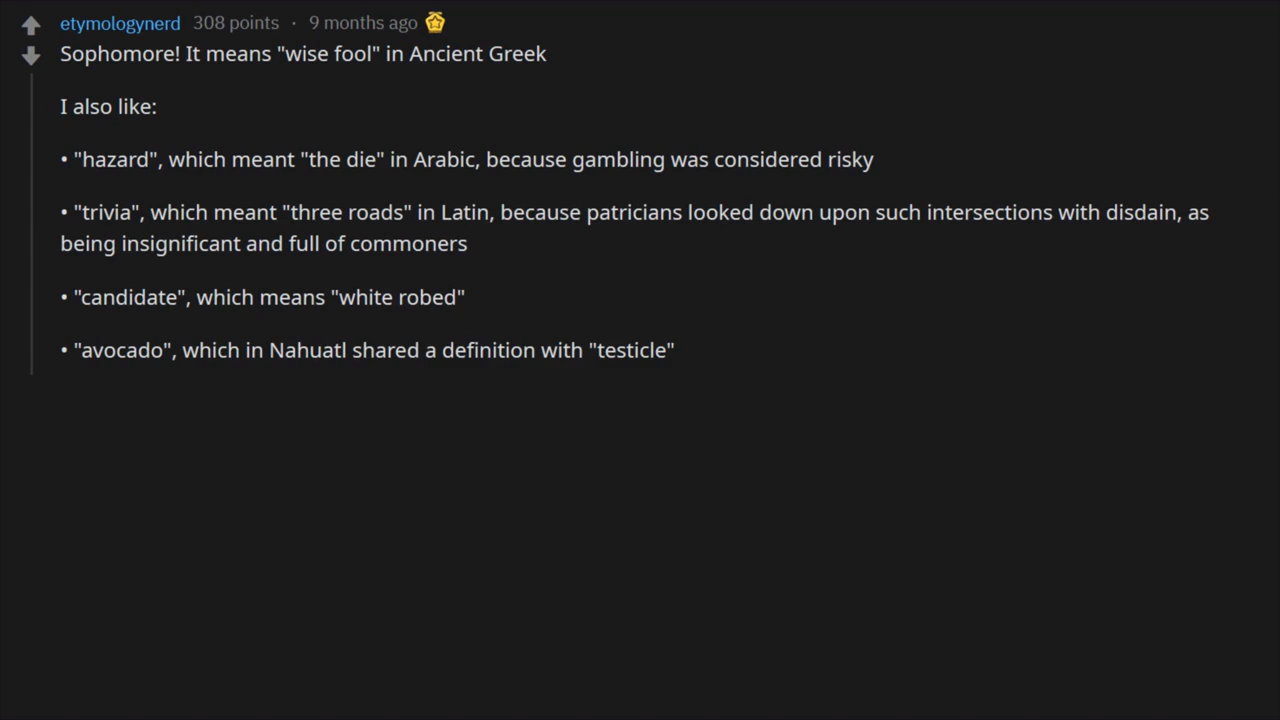 etymologynerd 308 points · 9 months ago
Sophomore! It means "wise fool" in Ancient Greek
I also like:
• "hazard", which meant "the die" in Arabic, because gambling was considered risky
• "trivia", which meant "three roads" in Latin, because patricians looked down upon such intersections with disdain, as
being insignificant and full of commoners
• "candidate", which means "white robed"
• "avocado", which in Nahuatl shared a definition with "testicle"